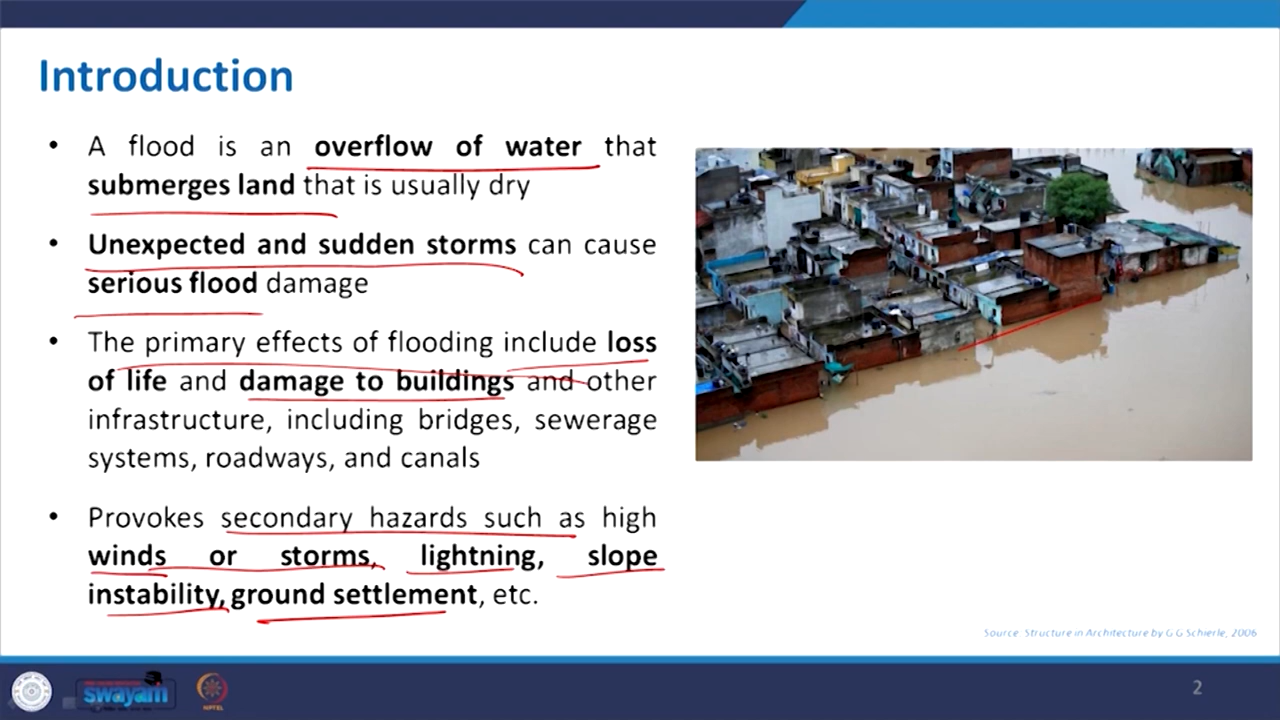 Introduction
• A flood is an overflow of water that
submerges land that is usually dry
• Unexpected and sudden storms can cause
serious flood damage
• The primary effects of flooding include loss
of life and damage to buildings and other
infrastructure, including bridges, sewerage
systems, roadways, and canals
• Provokes secondary hazards such as high
winds or storms, lightning, slope
instability, ground settlement, etc.
Source: Structure in Architecture by G G Schierle, 2006
swayam
NPTEL
2